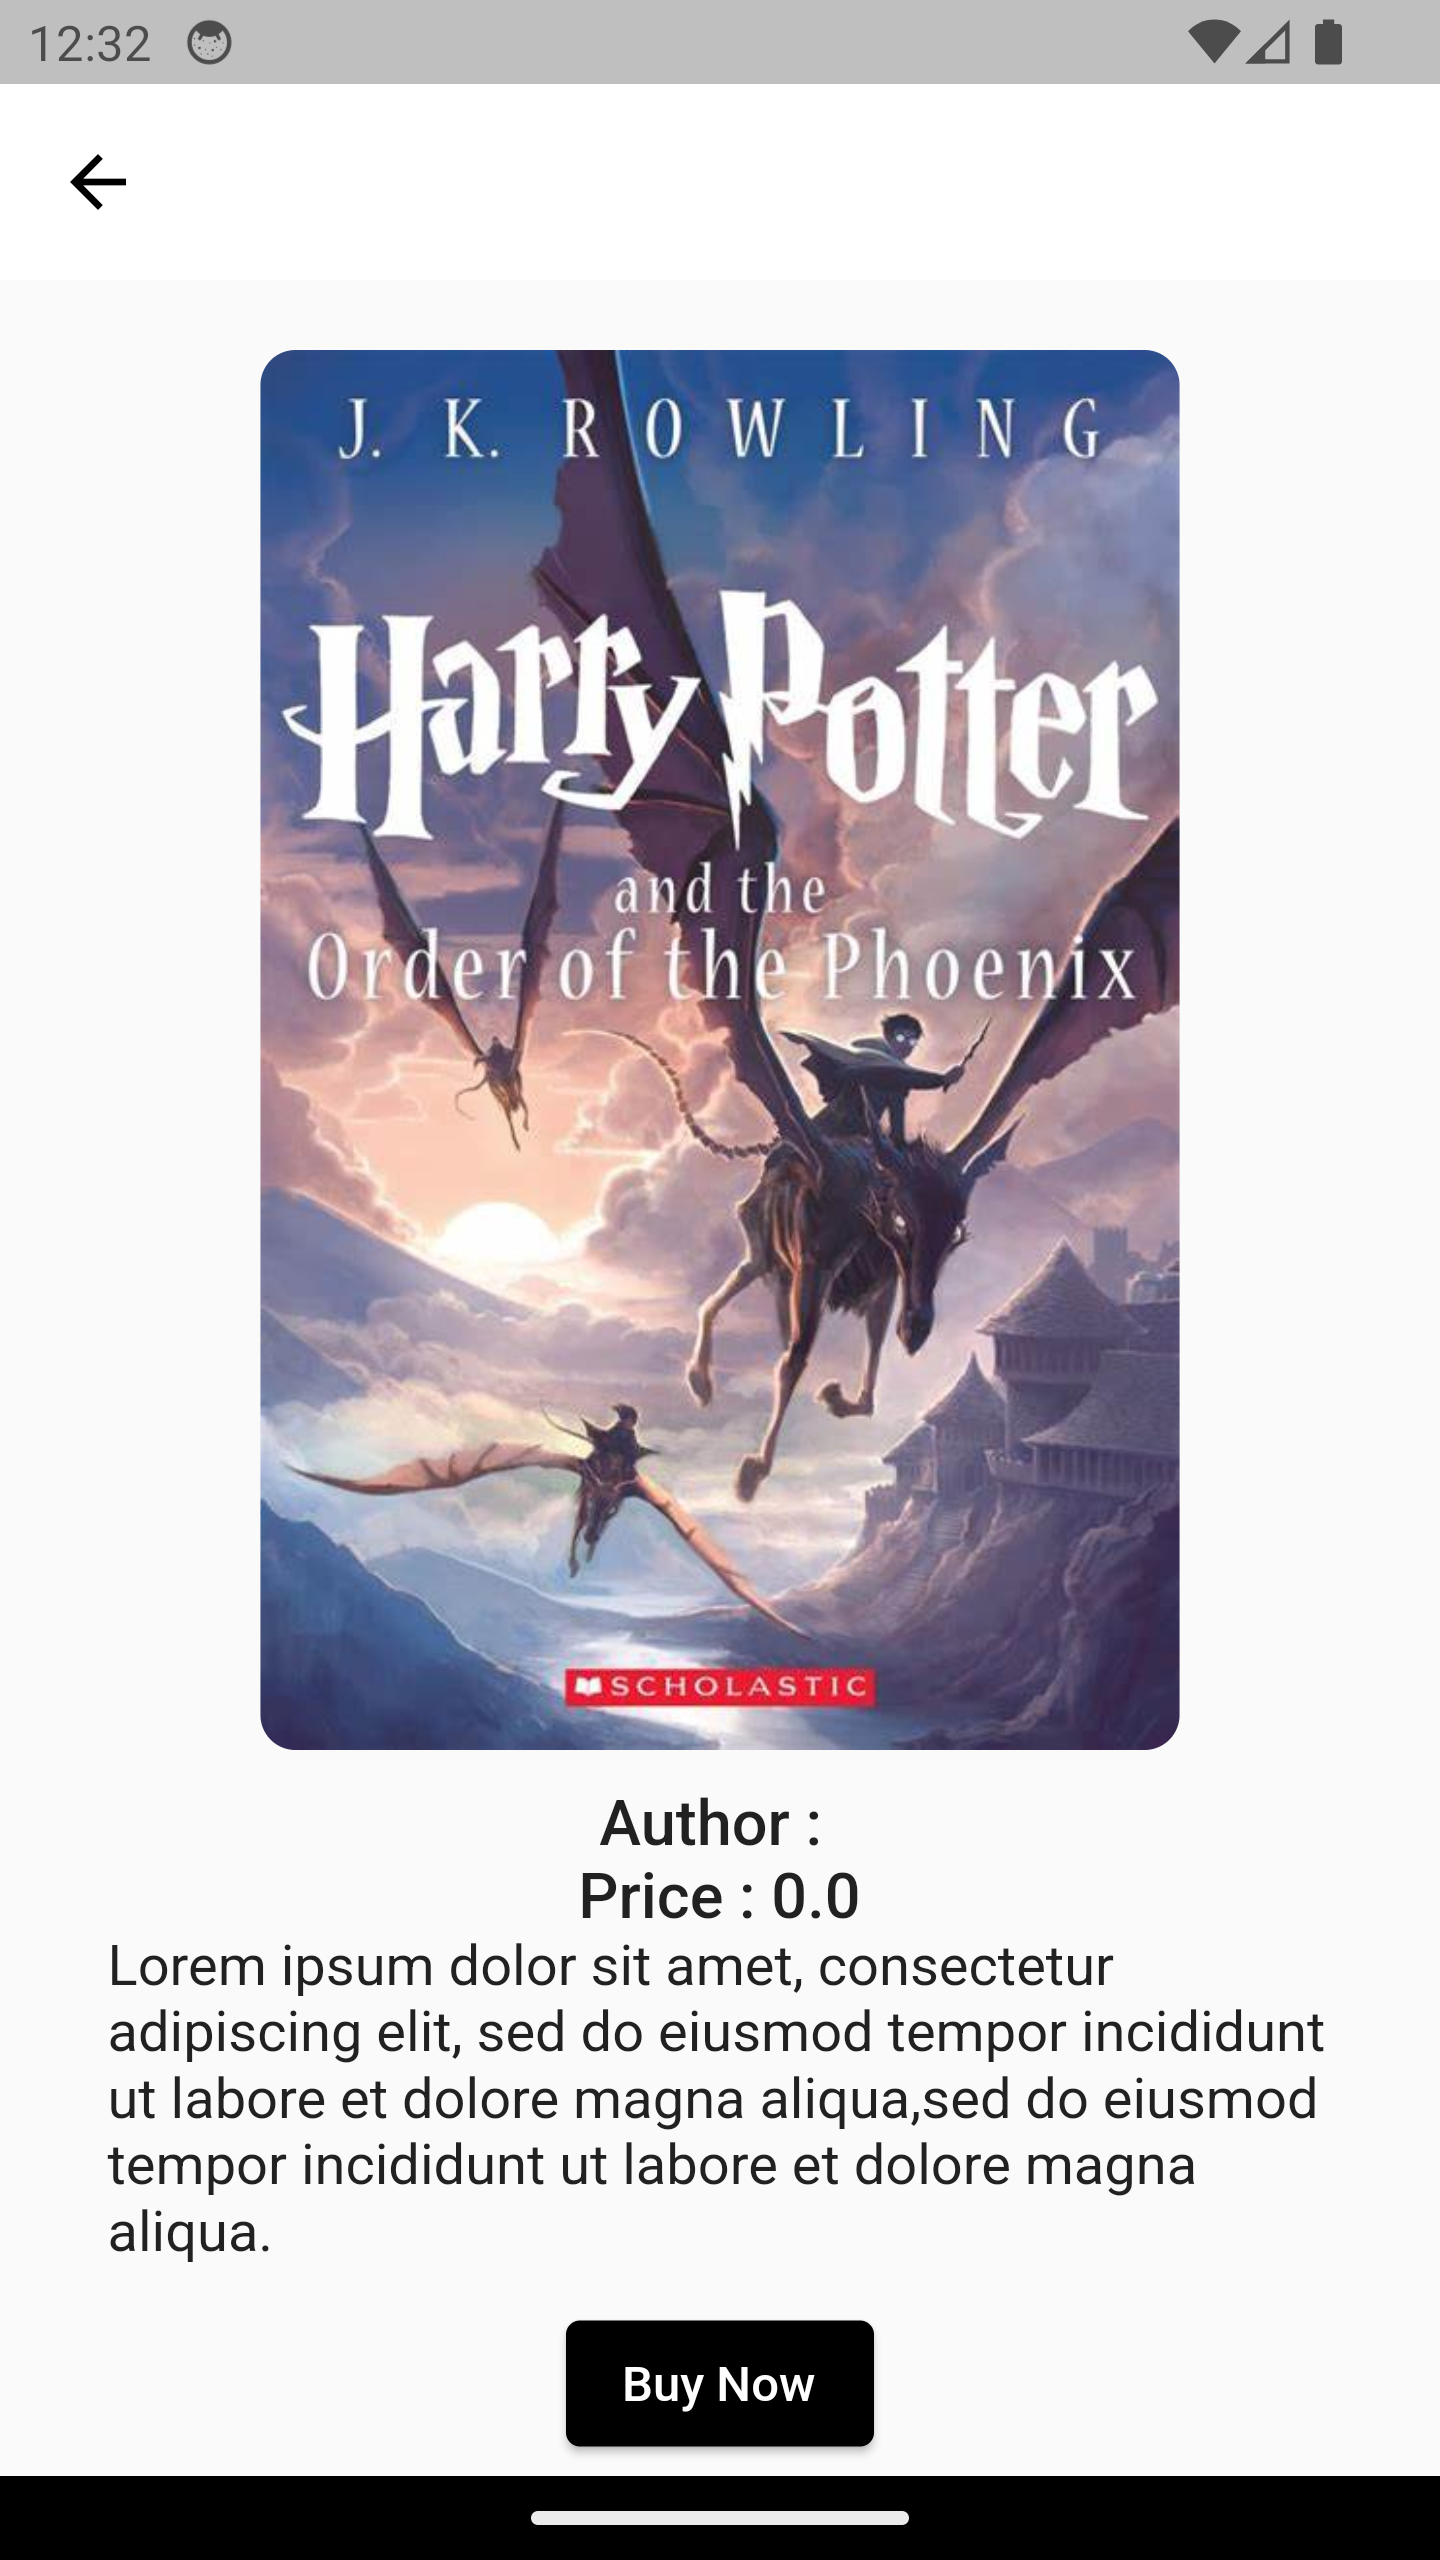 12:32
J. K. ROWLING
Harry Potter
and the
Order of the Phoenix
SCHOLASTIC
Author :
Price : 0.0
Lorem ipsum dolor sit amet, consectetur
adipiscing elit, sed do eiusmod tempor incididunt
ut labore et dolore magna aliqua,sed do eiusmod
tempor incididunt ut labore et dolore magna
aliqua.
Buy Now